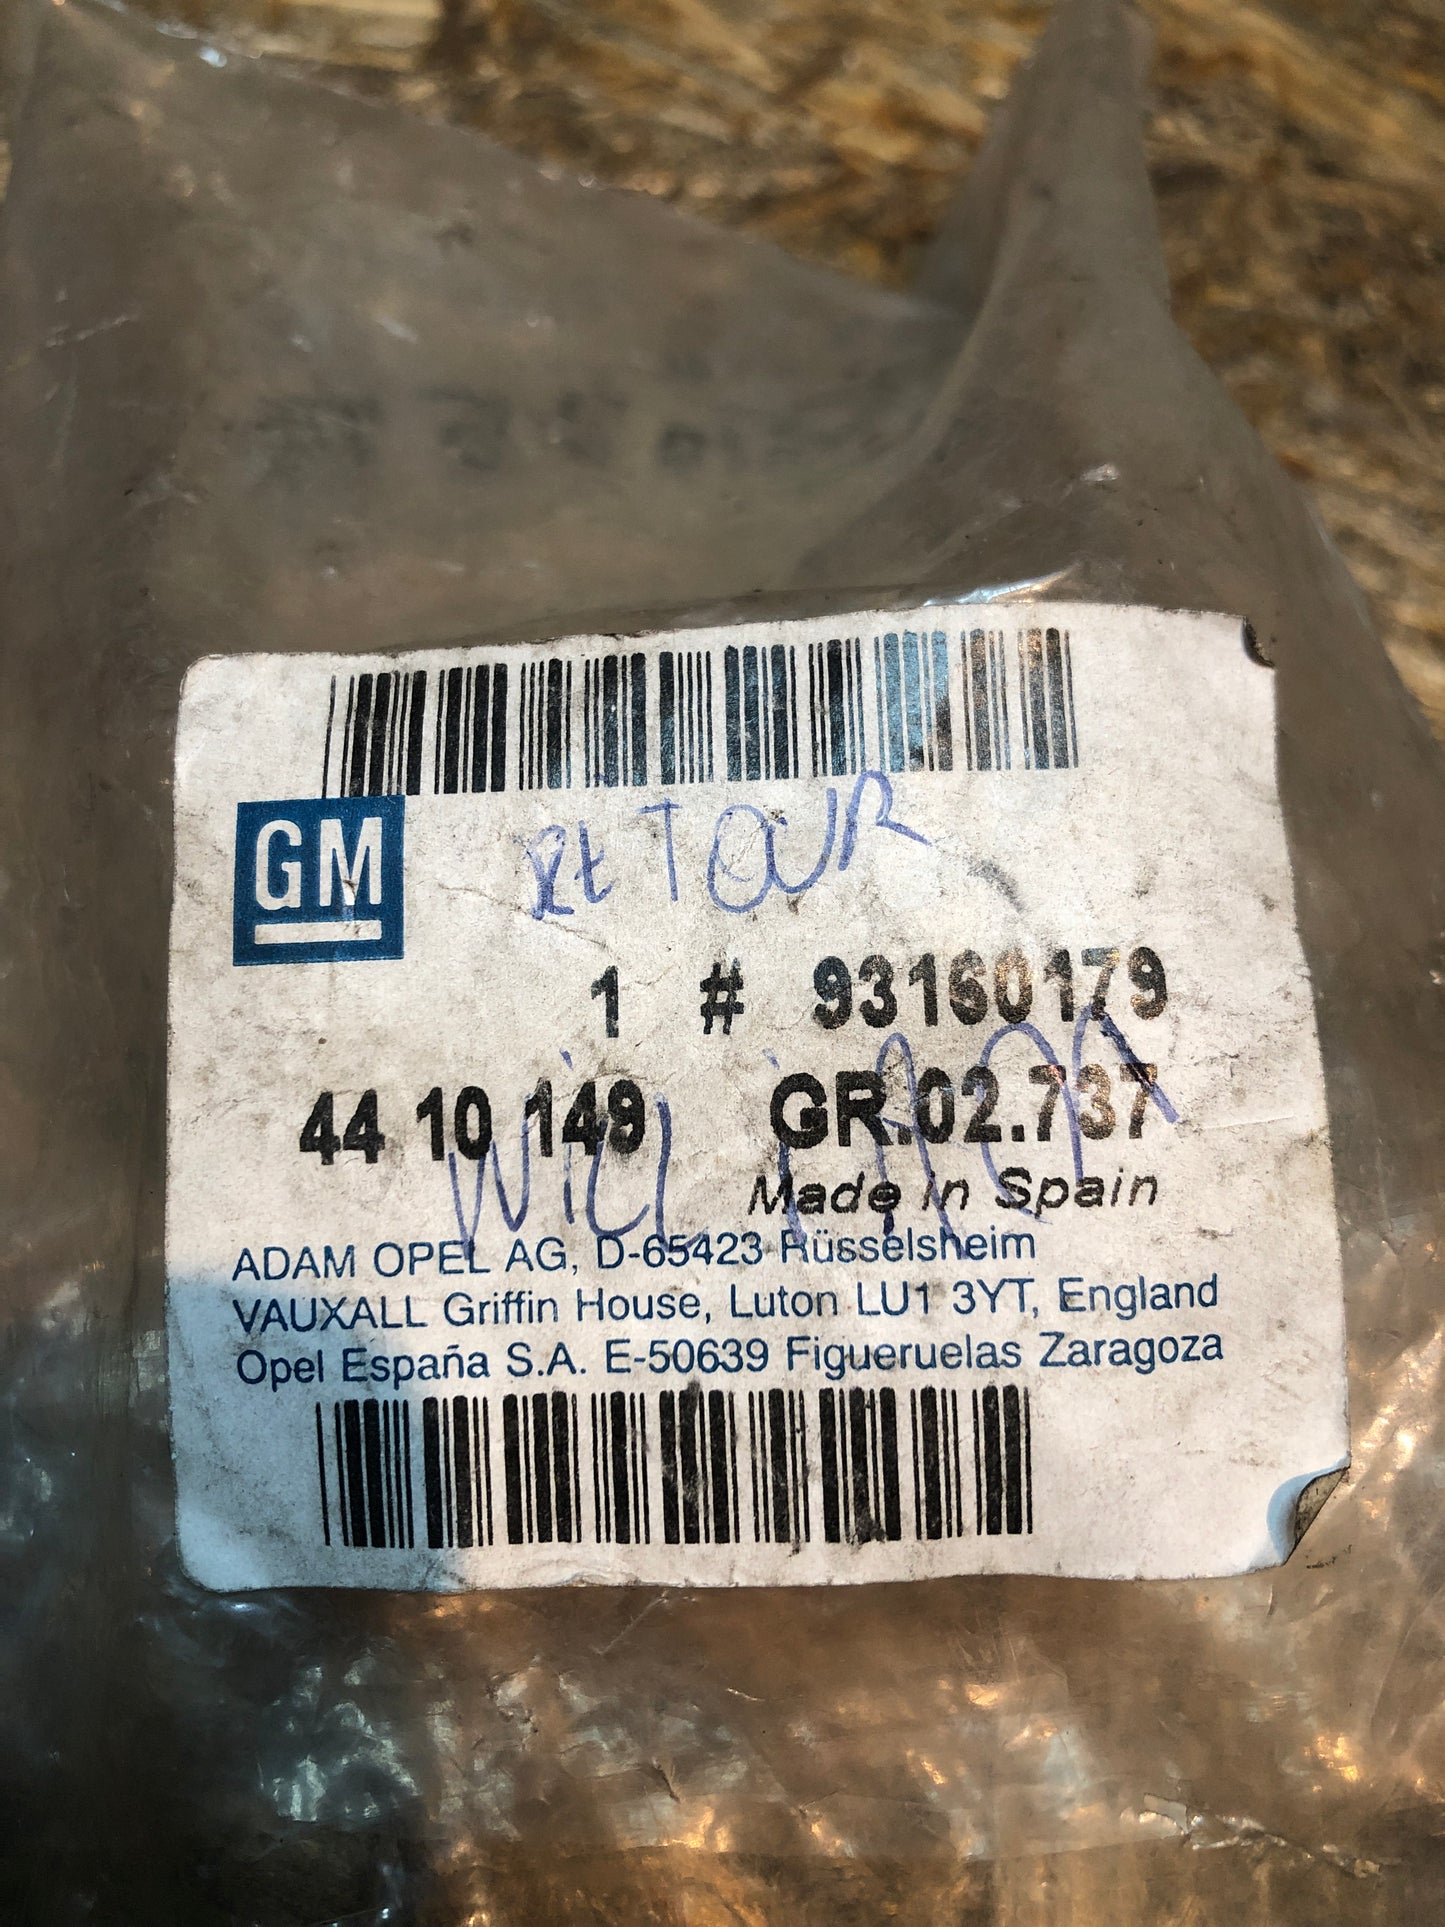 GM
RETOUR
1 # 93160179
44 10 149 GR.02.737
WILLIAM
Made in Spain
ADAM OPEL AG, D-65423 Rüsselsheim
VAUXALL Griffin House, Luton LU1 3YT, England
Opel España S.A. E-50639 Figueruelas Zaragoza